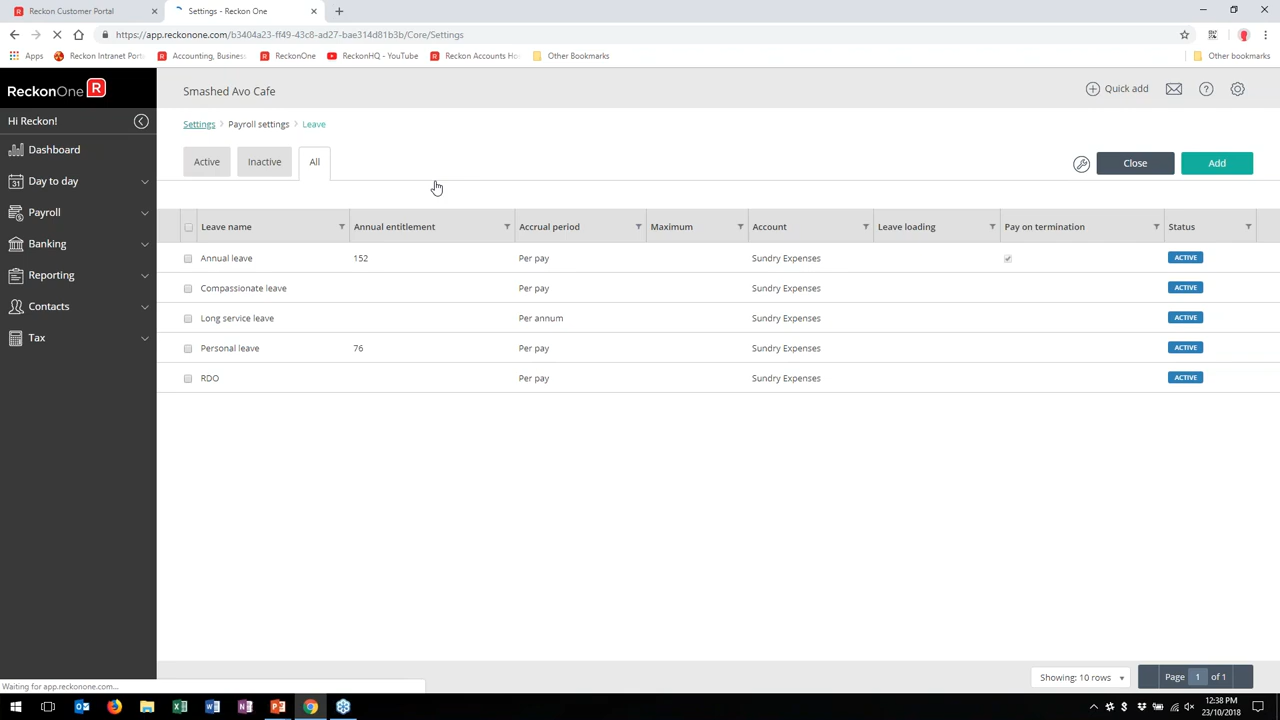 Reckon Customer Portal
Settings - Reckon One
https://app.reckonone.com/b3404a23-ff49-43c8-ad27-bae314d81b3b/Core/Settings
Apps Reckon Intranet Port Accounting, Business ReckonOne ReckonHQ - YouTube Reckon Accounts Ho Other bookmarks Other bookmarks
ReckonOne R
Smashed Avo Cafe
Quick add
Hi Reckon!
Settings > Payroll settings > Leave
Dashboard
Day to day
Payroll
Banking
Reporting
Contacts
Tax
Active Inactive All
Close Add
Leave name Annual entitlement Accrual period Maximum Account Leave loading Pay on termination Status
Annual leave 152 Per pay Sundry Expenses ACTIVE
Compassionate leave Per pay Sundry Expenses ACTIVE
Long service leave Per annum Sundry Expenses ACTIVE
Personal leave 76 Per pay Sundry Expenses ACTIVE
RDO Per pay Sundry Expenses ACTIVE
Showing: 10 rows Page 1 of 1
Waiting for app.reckonone.com...
12:38 PM
23/10/2018